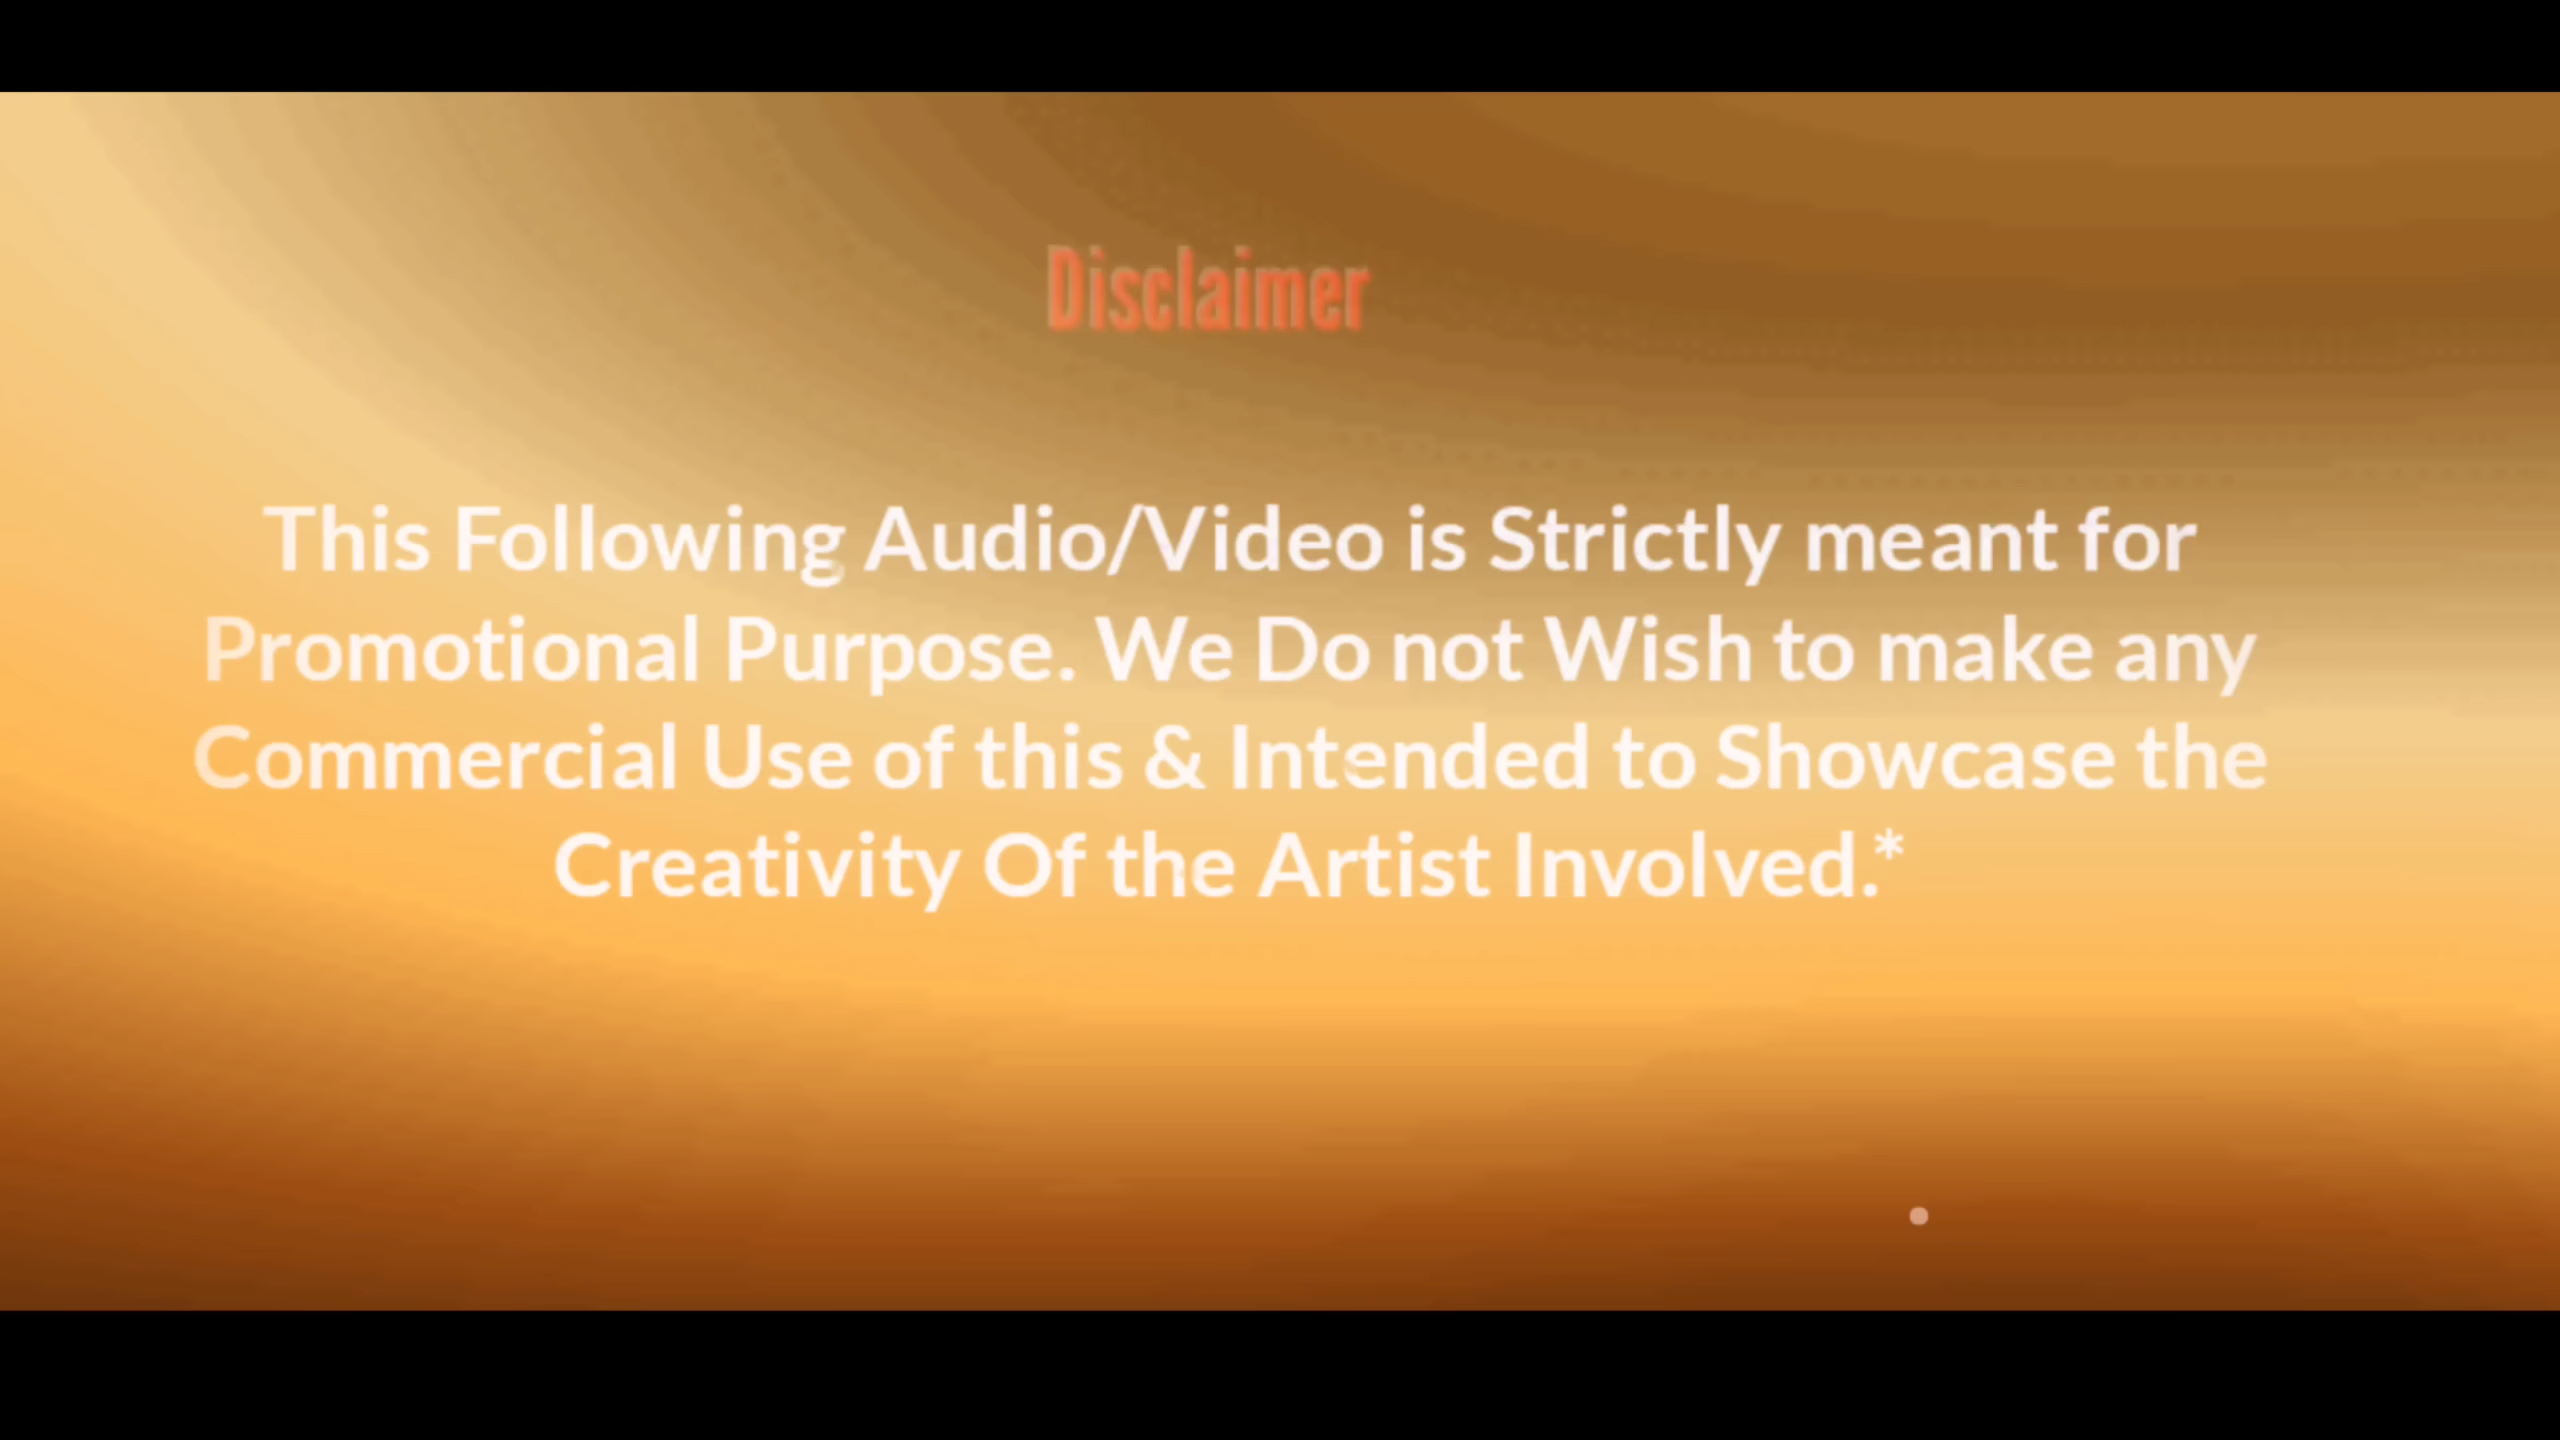 Disclaimer
This Following Audio/Video is Strictly meant for
Promotional Purpose. We Do not Wish to make any
Commercial Use of this & Intended to Showcase the
Creativity Of the Artist Involved.*